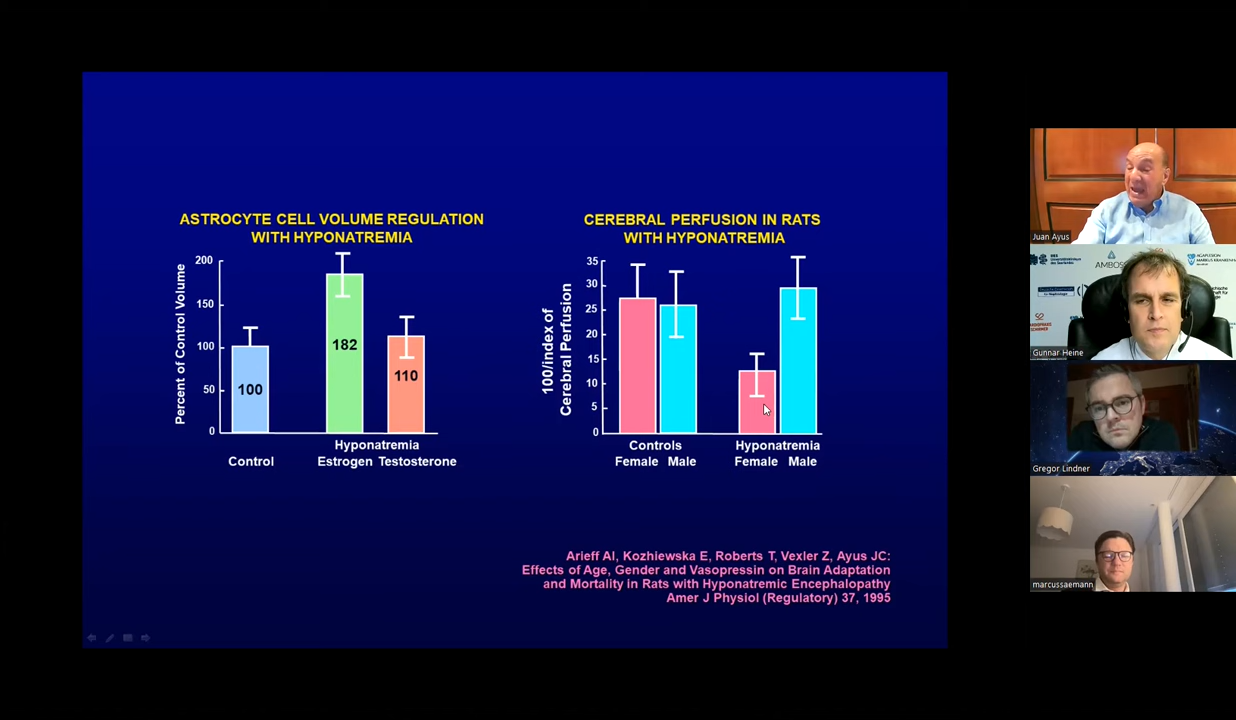 ASTROCYTE CELL VOLUME REGULATION
WITH HYPONATREMIA
Percent of Control Volume
200
150
100
50
0
100
182
110
Hyponatremia
Control
Estrogen Testosterone
CEREBRAL PERFUSION IN RATS
WITH HYPONATREMIA
100/index of
Cerebral Perfusion
35
30
25
20
15
10
5
0
Controls
Female Male
Hyponatremia
Female Male
Arieff AI, Kozhiewska E, Roberts T, Vexler Z, Ayus JC:
Effects of Age, Gender and Vasopressin on Brain Adaptation
and Mortality in Rats with Hyponatremic Encephalopathy
Amer J Physiol (Regulatory) 37, 1995
Juan Ayus
Gunnar Heine
Gregor Lindner
marcussaemann